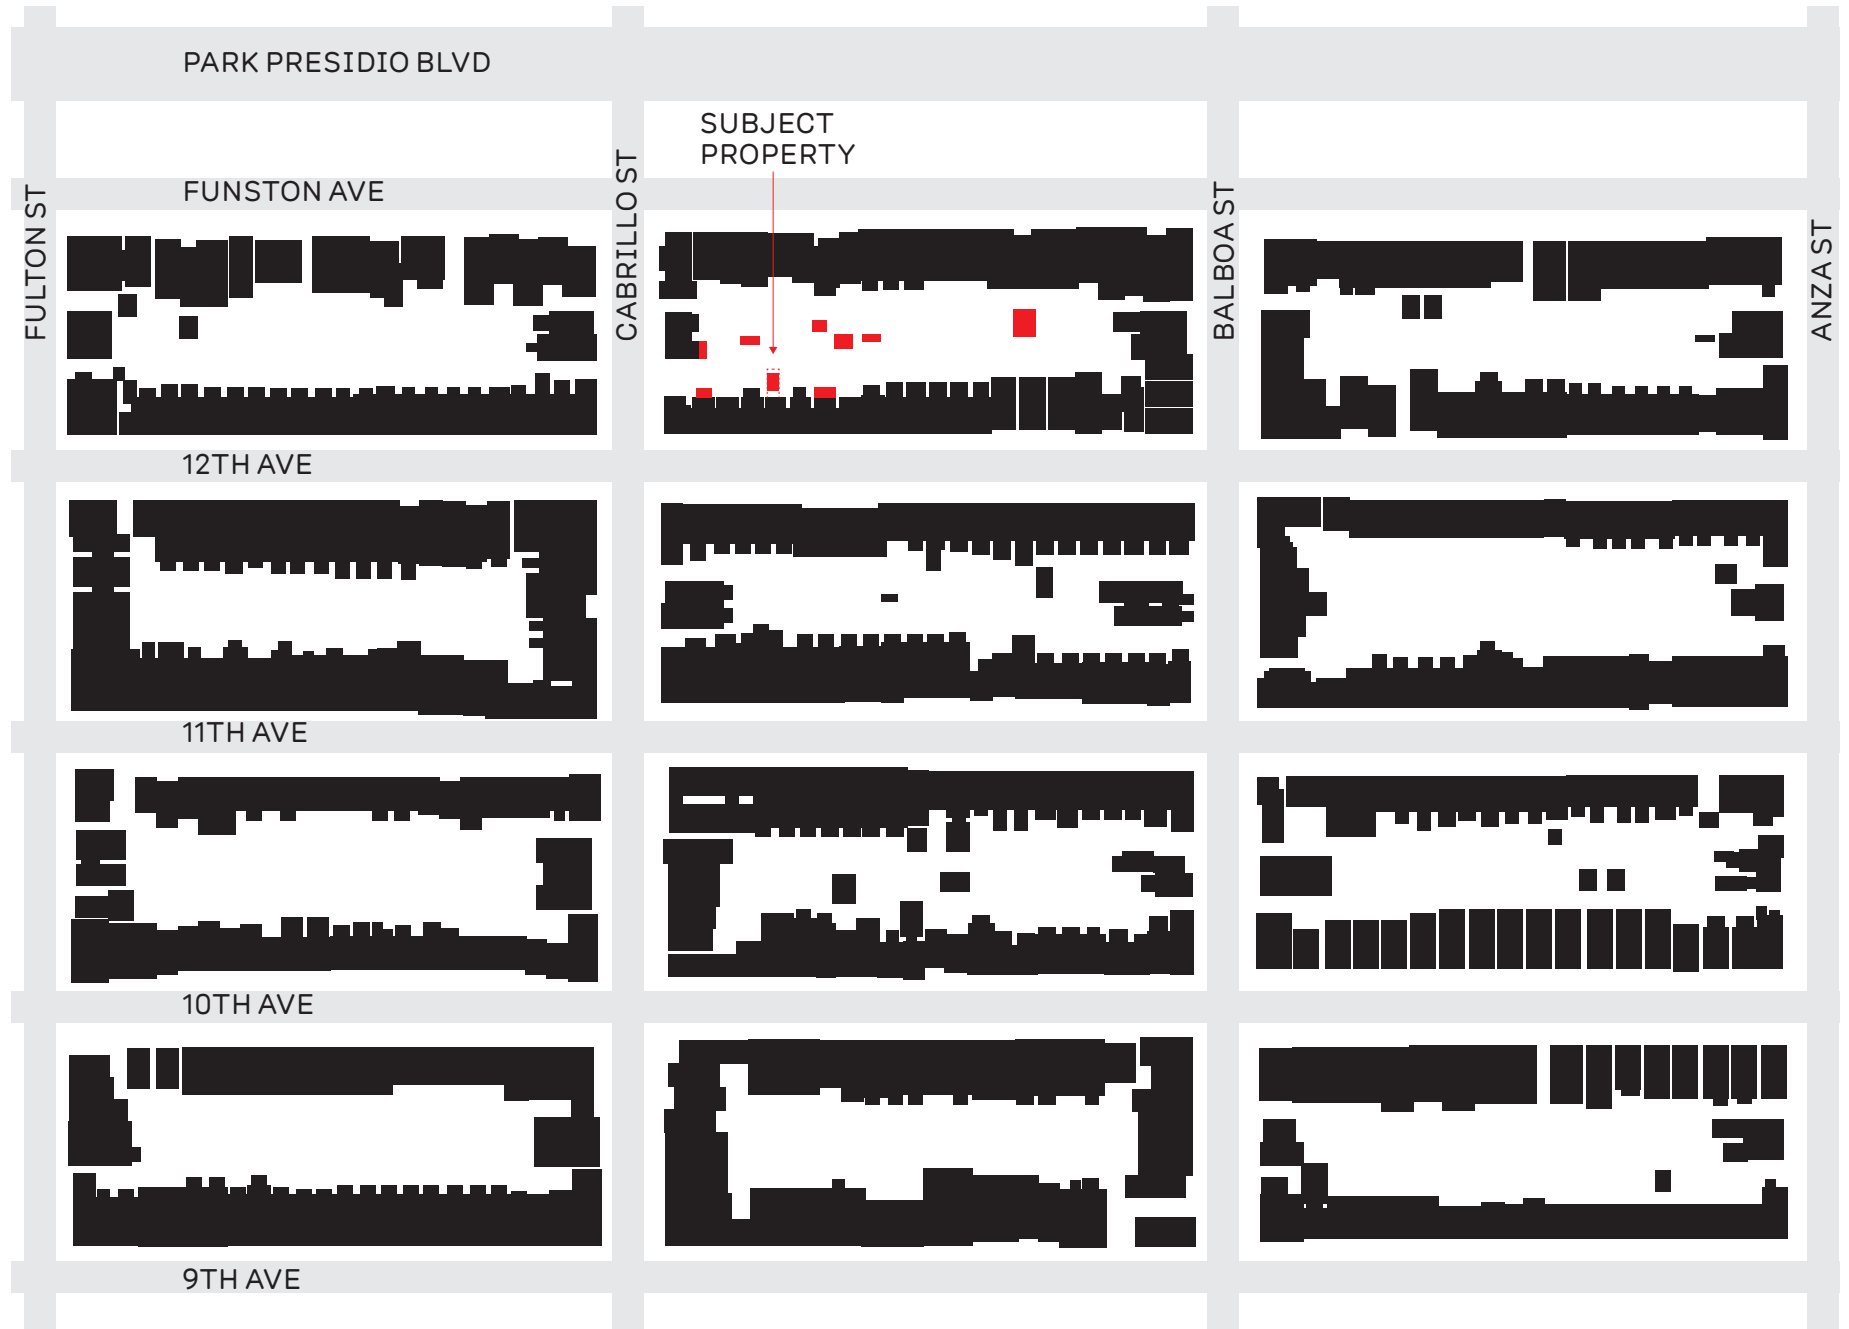 PARK PRESIDIO BLVD
SUBJECT
PROPERTY
FUNSTON AVE
FULTON ST
CABRILLO ST
BALBOA ST
ANZA ST
12TH AVE
11TH AVE
10TH AVE
9TH AVE